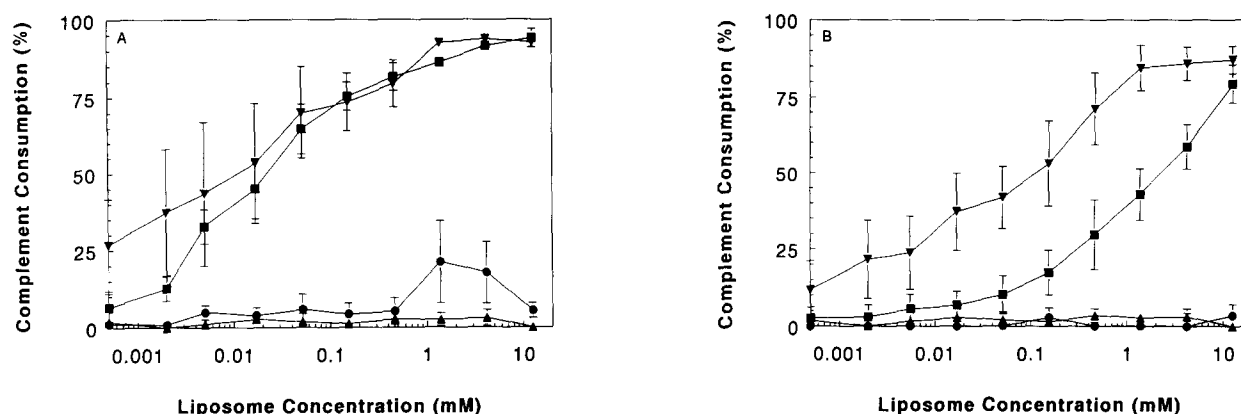 A
Complement Consumption (%)
100
75
50
25
0
0.001 0.01 0.1 1 10
Liposome Concentration (mM)
B
Complement Consumption (%)
100
75
50
25
0
0.001 0.01 0.1 1 10
Liposome Concentration (mM)